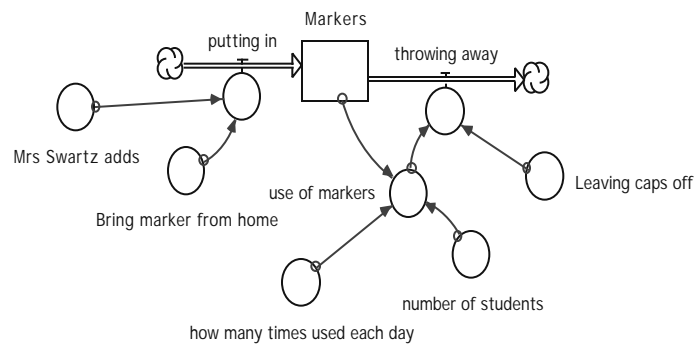 Markers
putting in
throwing away
Mrs Swartz adds
Bring marker from home
use of markers
Leaving caps off
number of students
how many times used each day